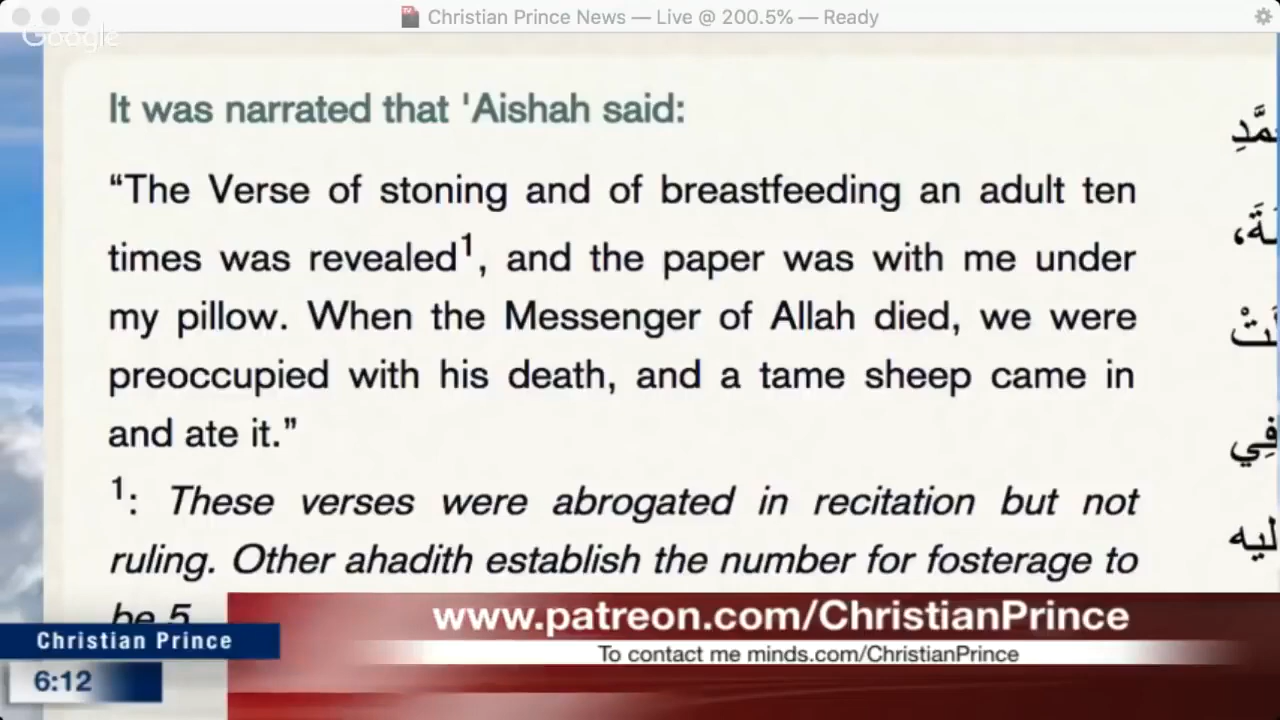 Christian Prince News — Live @ 200.5% — Ready
Google
It was narrated that 'Aishah said:
“The Verse of stoning and of breastfeeding an adult ten
times was revealed¹, and the paper was with me under
my pillow. When the Messenger of Allah died, we were
preoccupied with his death, and a tame sheep came in
and ate it.”
¹: These verses were abrogated in recitation but not
ruling. Other ahadith establish the number for fosterage to
be 5
www.patreon.com/ChristianPrince
Christian Prince
To contact me minds.com/ChristianPrince
6:12